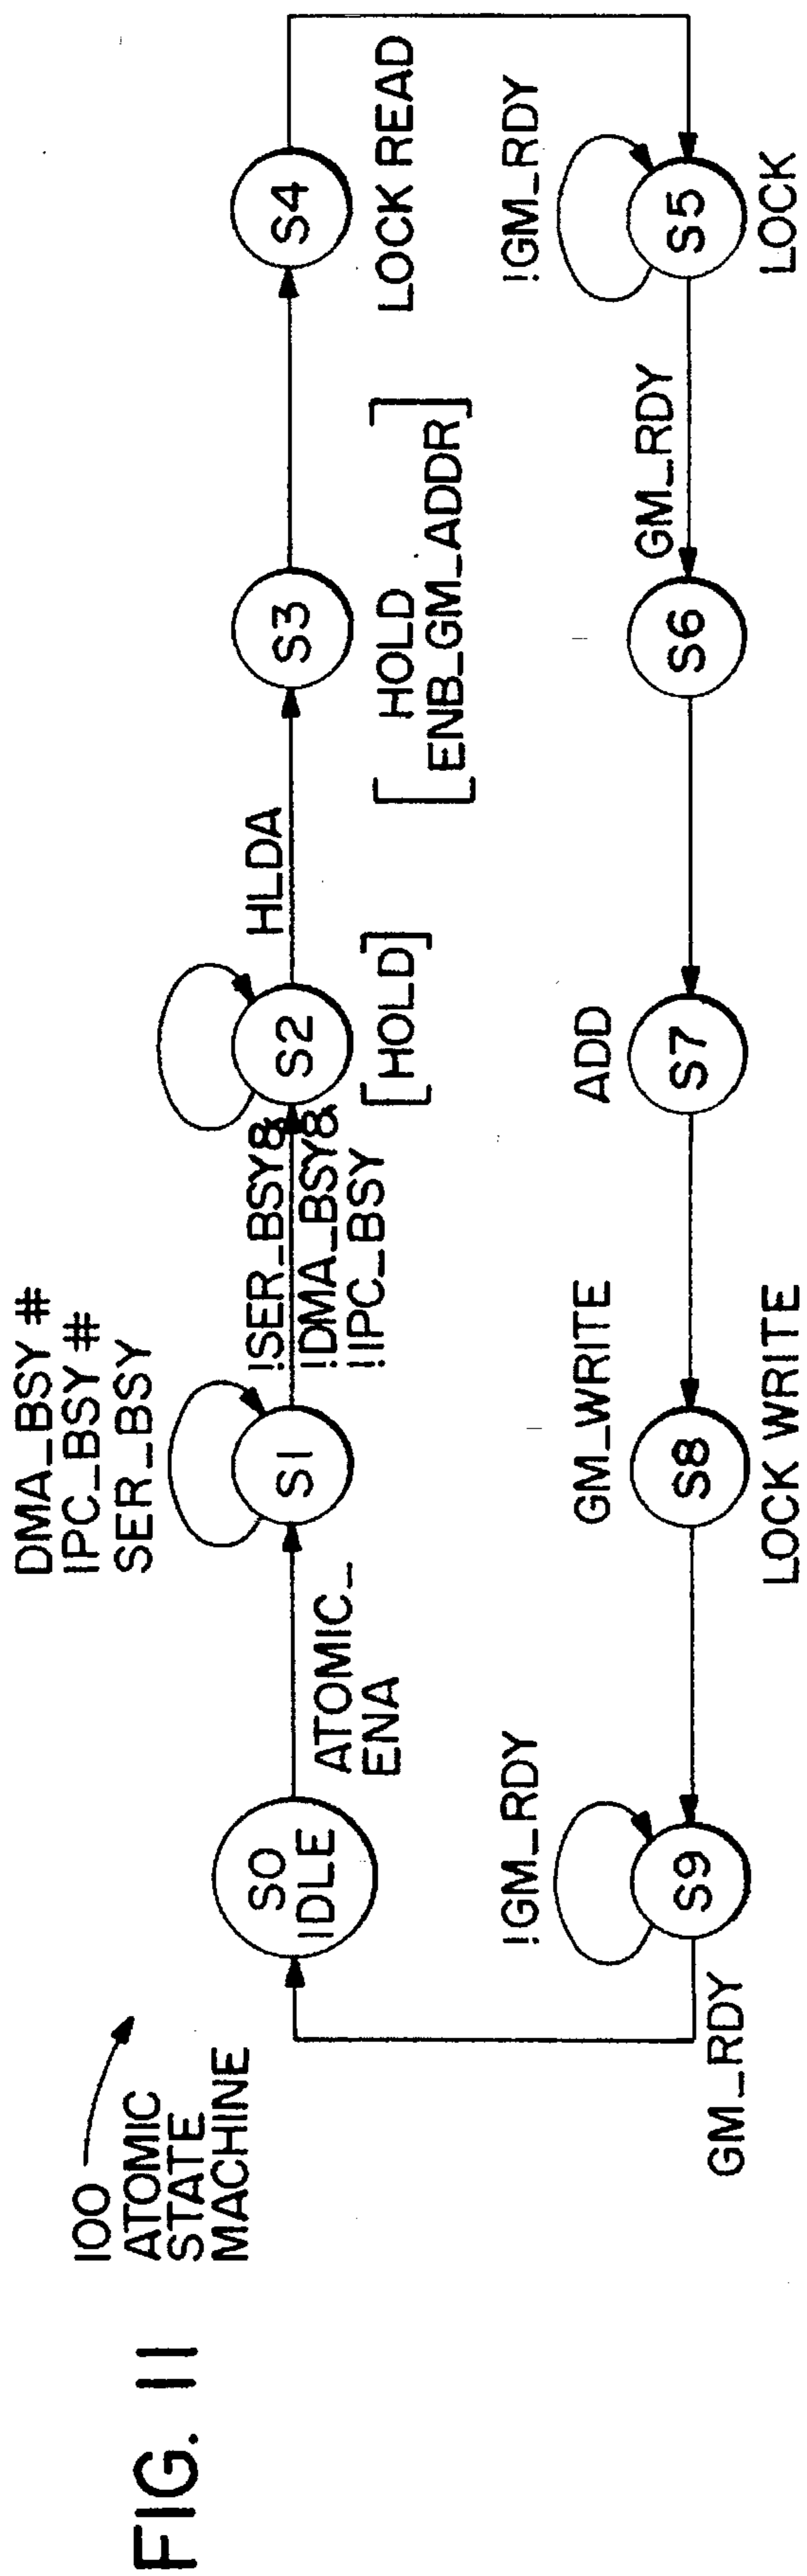 FIG. 11
100
ATOMIC
STATE
MACHINE
S0
IDLE
ATOMIC_
ENA
DMA_BSY #
IPC_BSY #
SER_BSY
S1
!SER_BSY&
!DMA_BSY&
!IPC_BSY
S2
[HOLD]
HLDA
S3
[HOLD
ENB_GM_ADDR]
S4
LOCK READ
!GM_RDY
S5
LOCK
GM_RDY
S6
ADD
S7
GM_WRITE
S8
LOCK WRITE
!GM_RDY
S9
GM_RDY